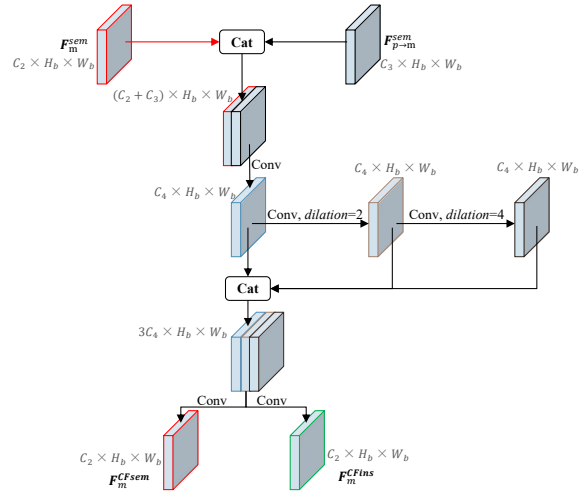 F_m^{sem}
C_2 × H_b × W_b
Cat
F_{p→m}^{sem}
C_3 × H_b × W_b
(C_2 + C_3) × H_b × W_b
Conv
C_4 × H_b × W_b
C_4 × H_b × W_b
C_4 × H_b × W_b
Conv, dilation=2
Conv, dilation=4
Cat
3C_4 × H_b × W_b
Conv
Conv
C_2 × H_b × W_b
F_m^{CFsem}
C_2 × H_b × W_b
F_m^{CFins}